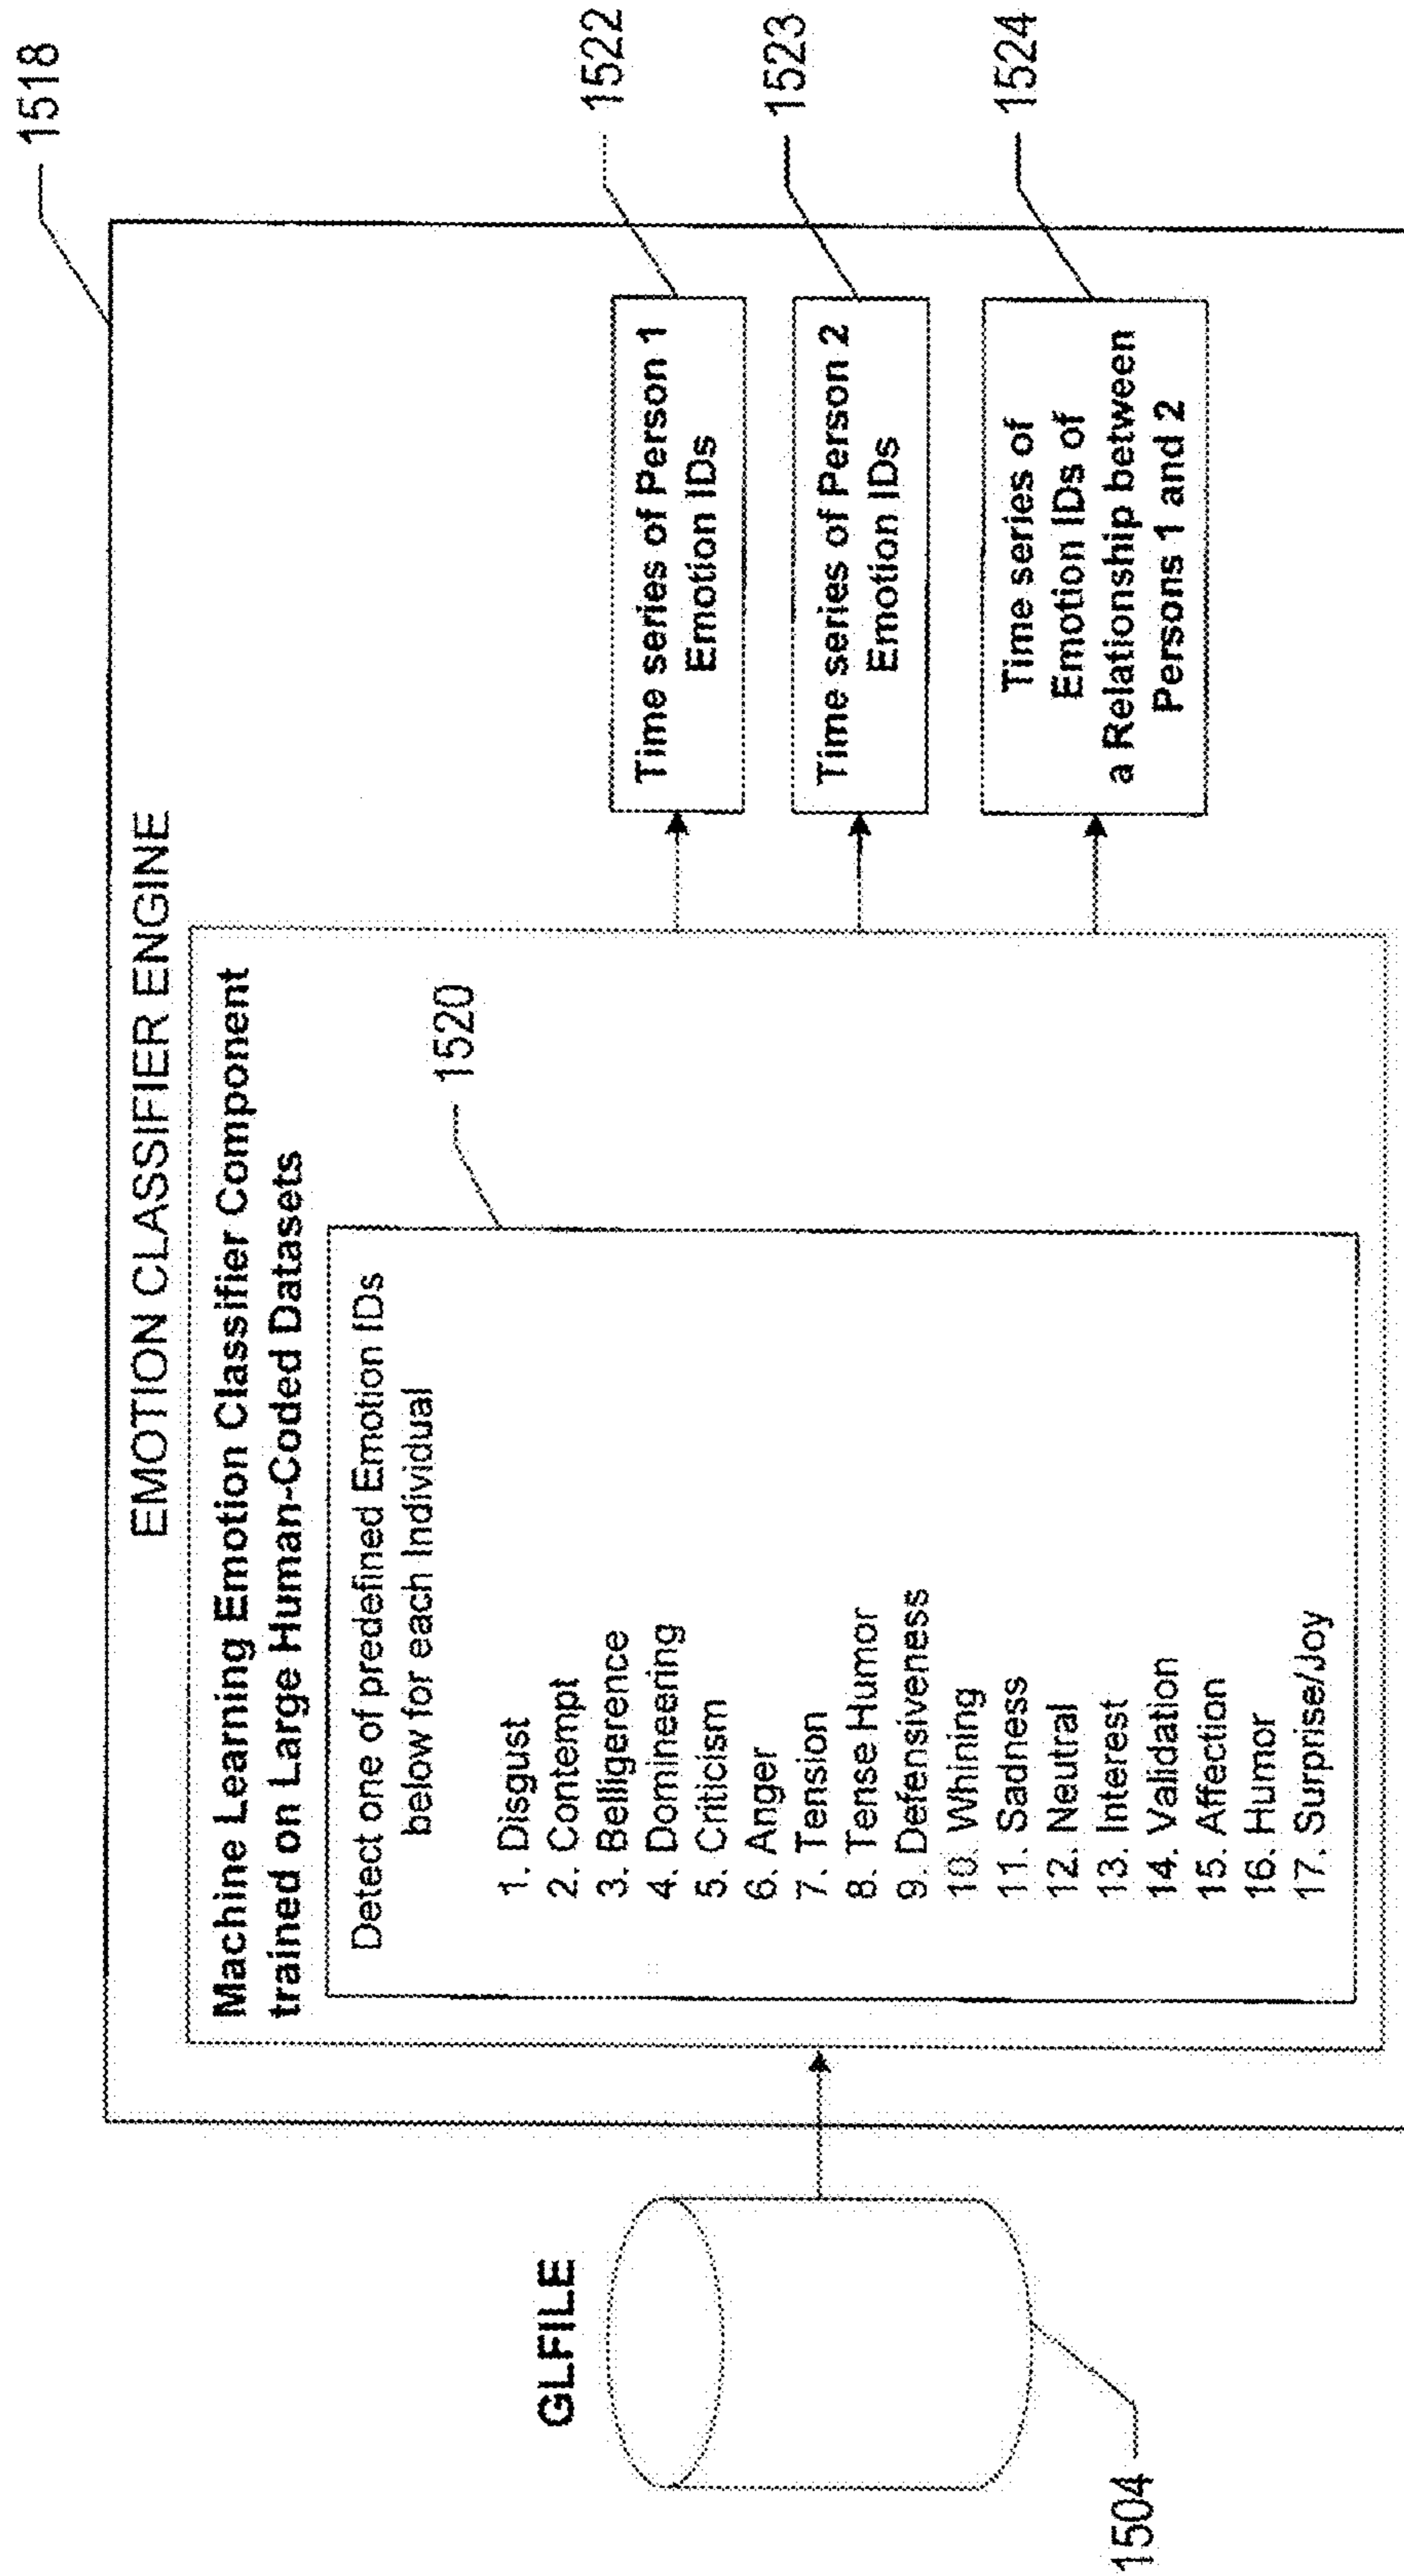 1518
EMOTION CLASSIFIER ENGINE
Machine Learning Emotion Classifier Component
trained on Large Human-Coded Datasets
1520
Detect one of predefined Emotion IDs
below for each Individual
1. Disgust
2. Contempt
3. Belligerence
4. Domineering
5. Criticism
6. Anger
7. Tension
8. Tense Humor
9. Defensiveness
10. Whining
11. Sadness
12. Neutral
13. Interest
14. Validation
15. Affection
16. Humor
17. Surprise/Joy
GLFILE
1504
Time series of Person 1
Emotion IDs
1522
Time series of Person 2
Emotion IDs
1523
Time series of
Emotion IDs of
a Relationship between
Persons 1 and 2
1524